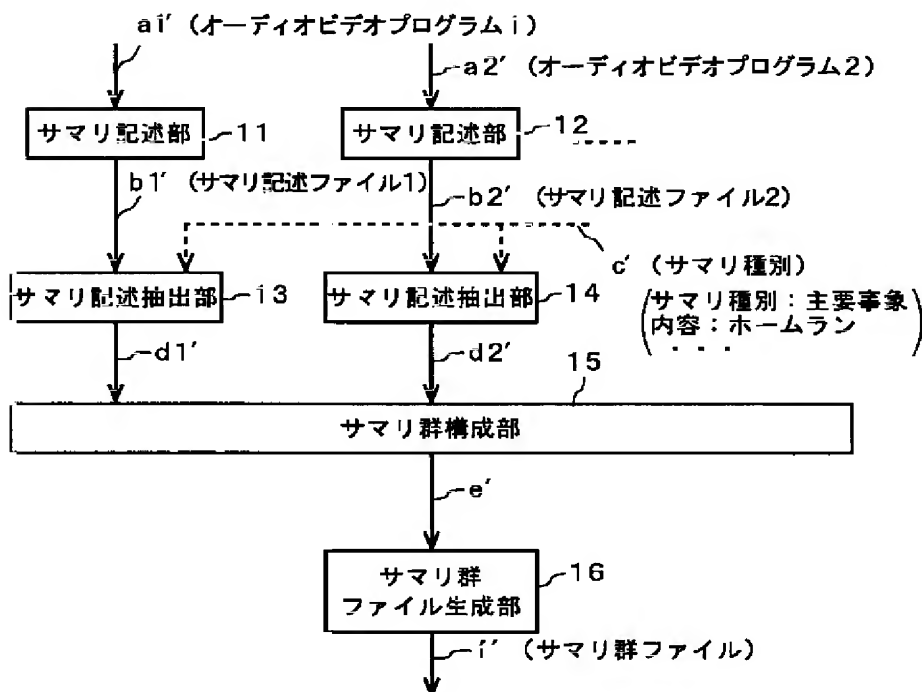 a1′ (オーディオビデオプログラム1)
a2′ (オーディオビデオプログラム2)
サマリ記述部
11
サマリ記述部
12
b1′ (サマリ記述ファイル1)
b2′ (サマリ記述ファイル2)
c′ (サマリ種別)
サマリ記述抽出部
13
サマリ記述抽出部
14
(サマリ種別：主要事象
内容：ホームラン
・・・)
d1′
d2′
15
サマリ群構成部
e′
サマリ群
ファイル生成部
16
f′ (サマリ群ファイル)